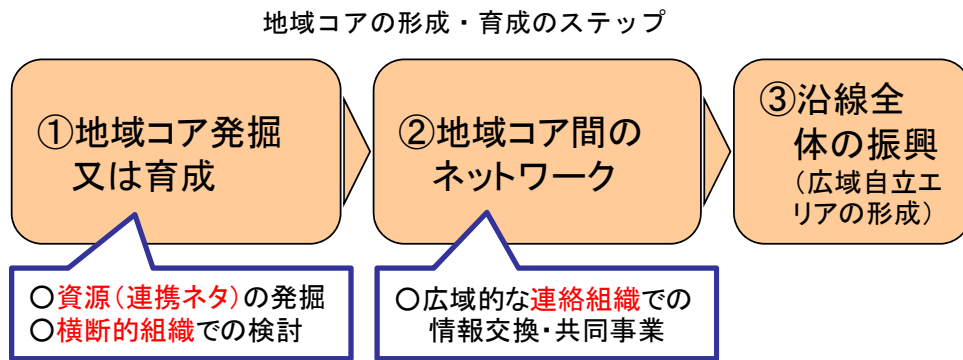 地域コアの形成・育成のステップ
①地域コア発掘
又は育成
②地域コア間の
ネットワーク
③沿線全
体の振興
（広域自立エ
リアの形成）
○資源（連携ネタ）の発掘
○横断的組織での検討
○広域的な連絡組織での
情報交換・共同事業